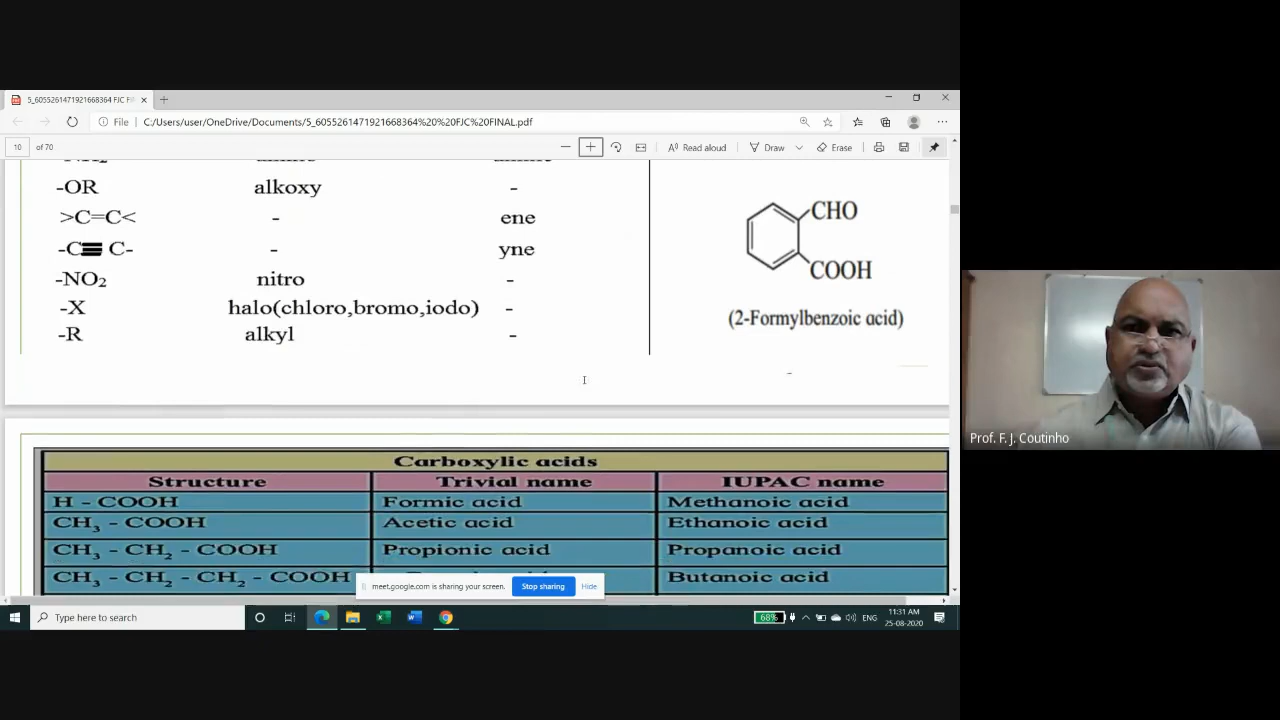 5_6055261471921668364 FJC FI
File
C:/Users/user/OneDrive/Documents/5_6055261471921668364%20%20FJC%20FINAL.pdf
10 of 70
Read aloud
Draw
Erase
-OR alkoxy -
>C=C< - ene
-C≡ C- - yne
-NO₂ nitro -
-X halo(chloro,bromo,iodo) -
-R alkyl -
CHO
COOH
(2-Formylbenzoic acid)
Prof. F. J. Coutinho
Carboxylic acids
Structure Trivial name IUPAC name
H - COOH Formic acid Methanoic acid
CH₃ - COOH Acetic acid Ethanoic acid
CH₃ - CH₂ - COOH Propionic acid Propanoic acid
CH₃ - CH₂ - CH₂ - COOH Butanoic acid
meet.google.com is sharing your screen. Stop sharing Hide
Type here to search
68%
ENG
11:31 AM
25-08-2020